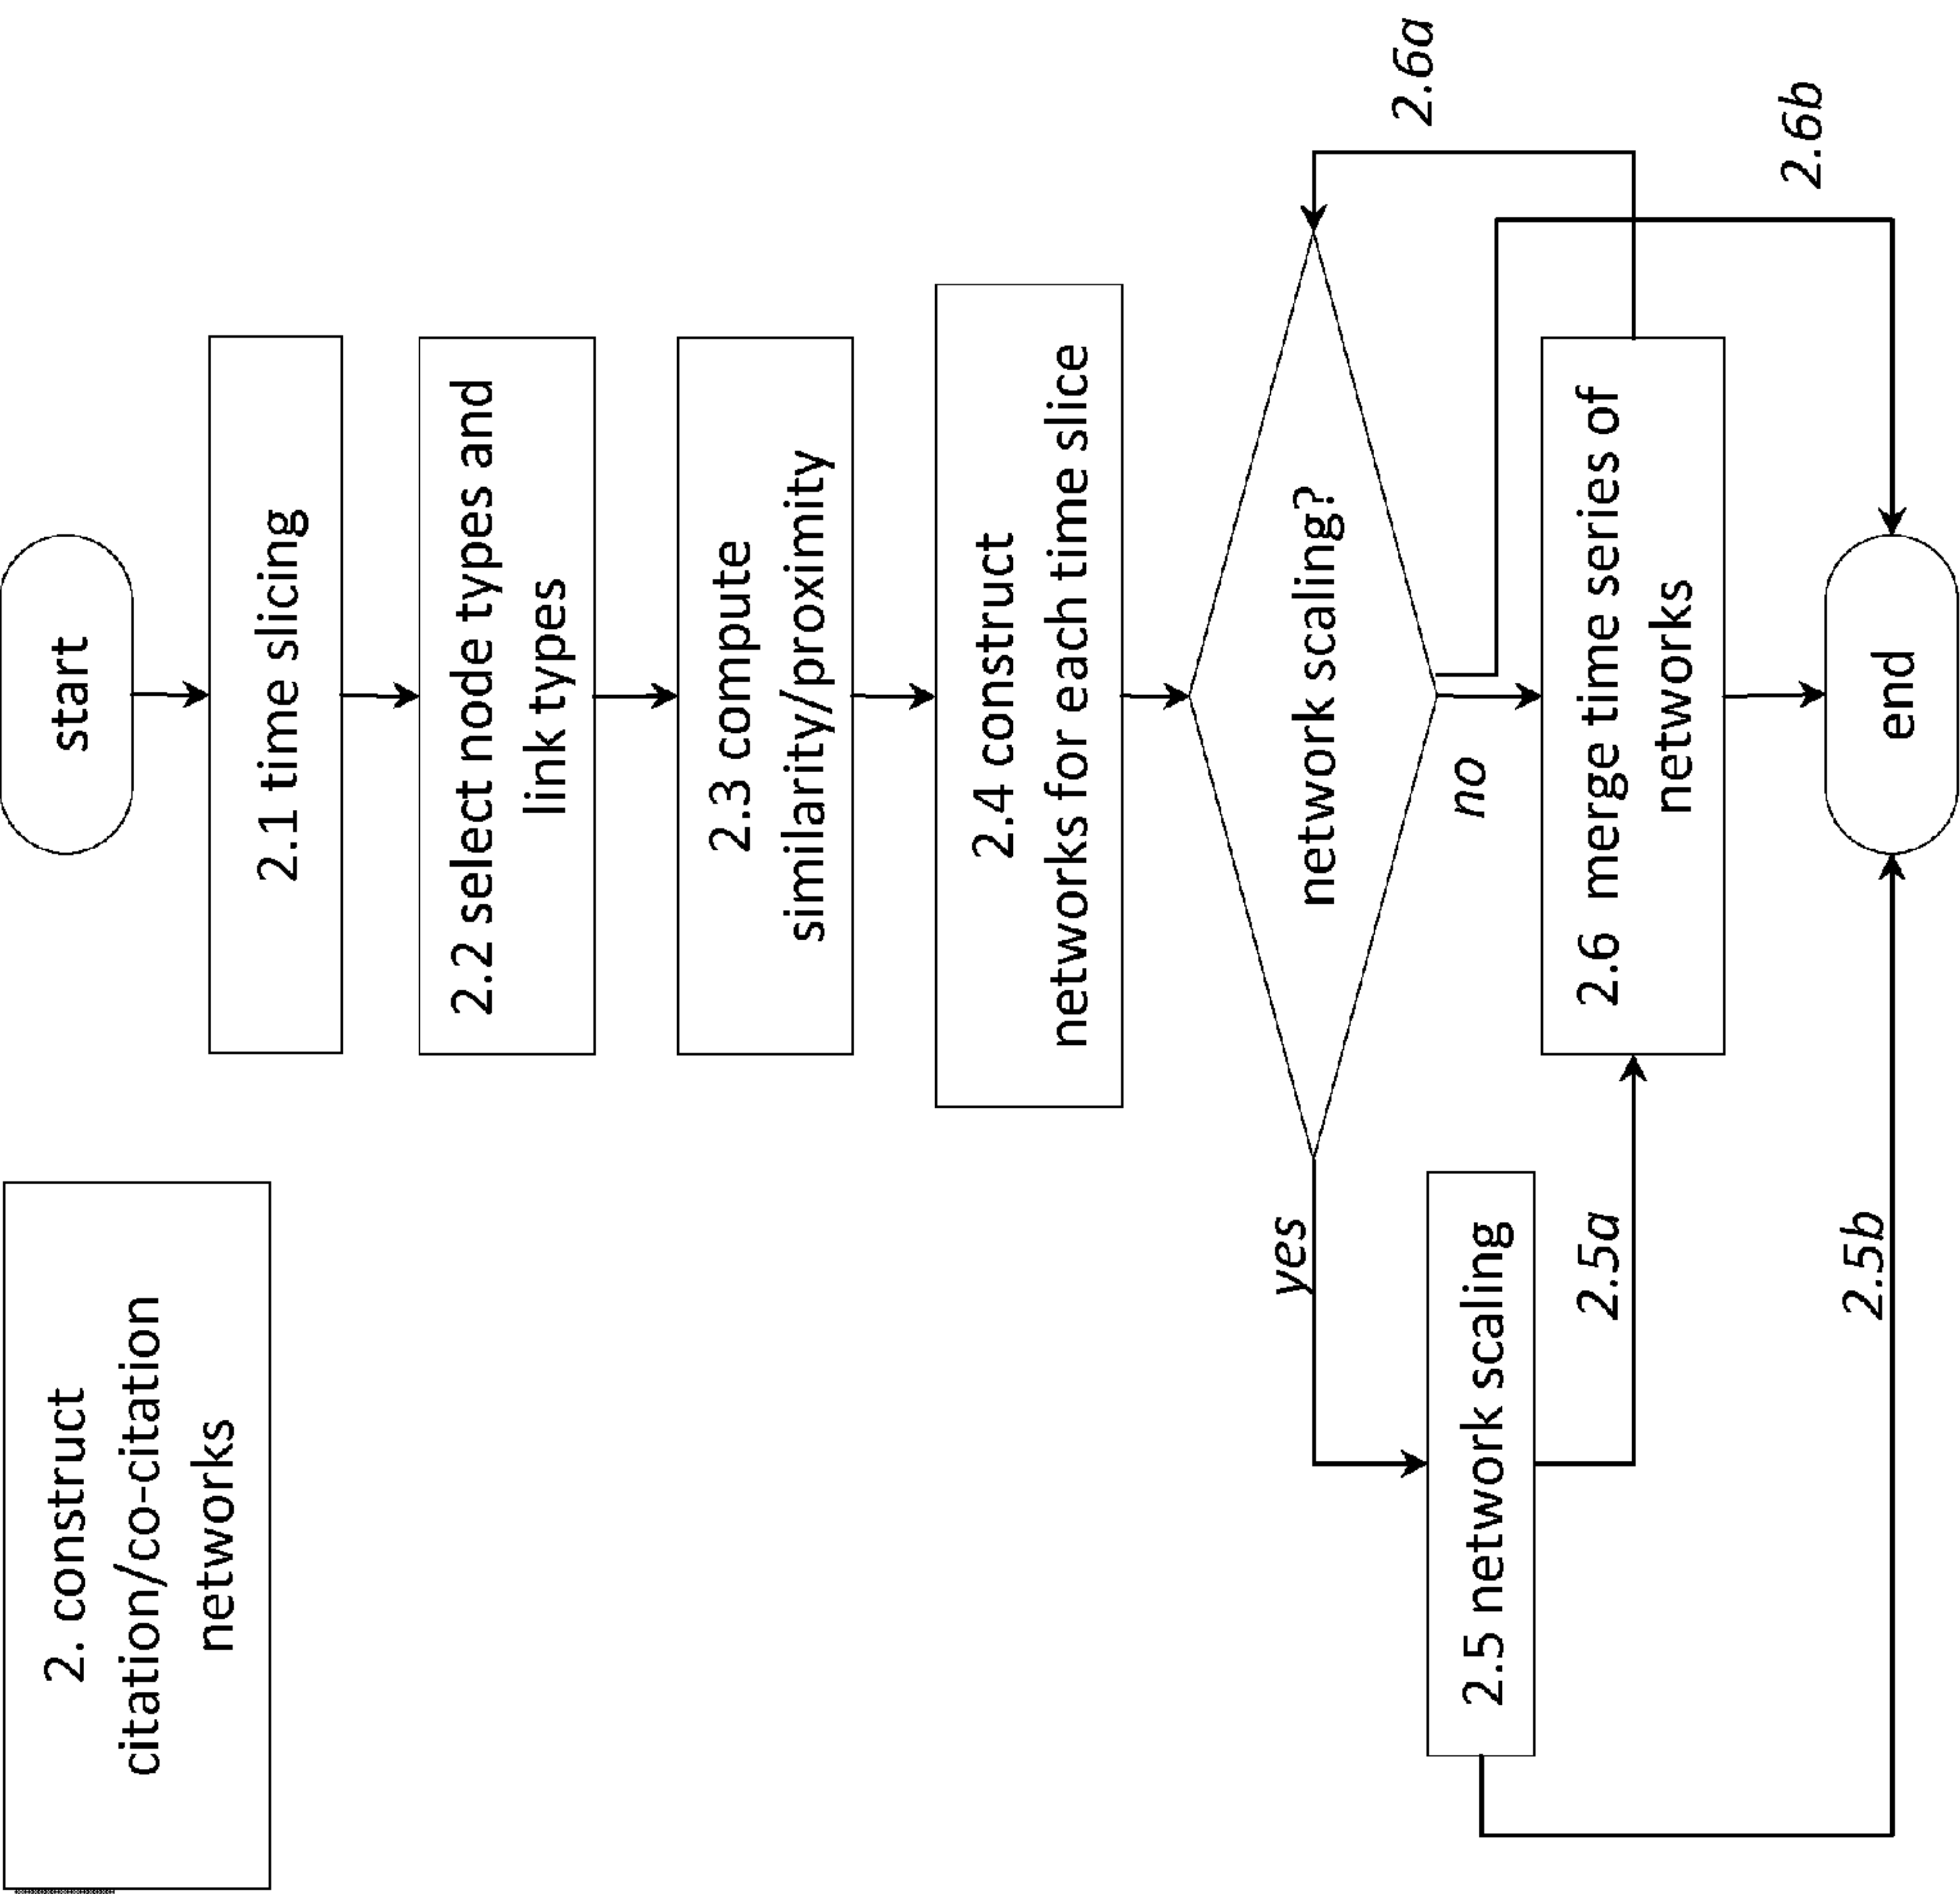 2. construct
citation/co-citation
networks
start
2.1 time slicing
2.2 select node types and
link types
2.3 compute
similarity/proximity
2.4 construct
networks for each time slice
network scaling?
yes
no
2.6a
2.5 network scaling
2.5a
2.6 merge time series of
networks
2.6b
2.5b
end